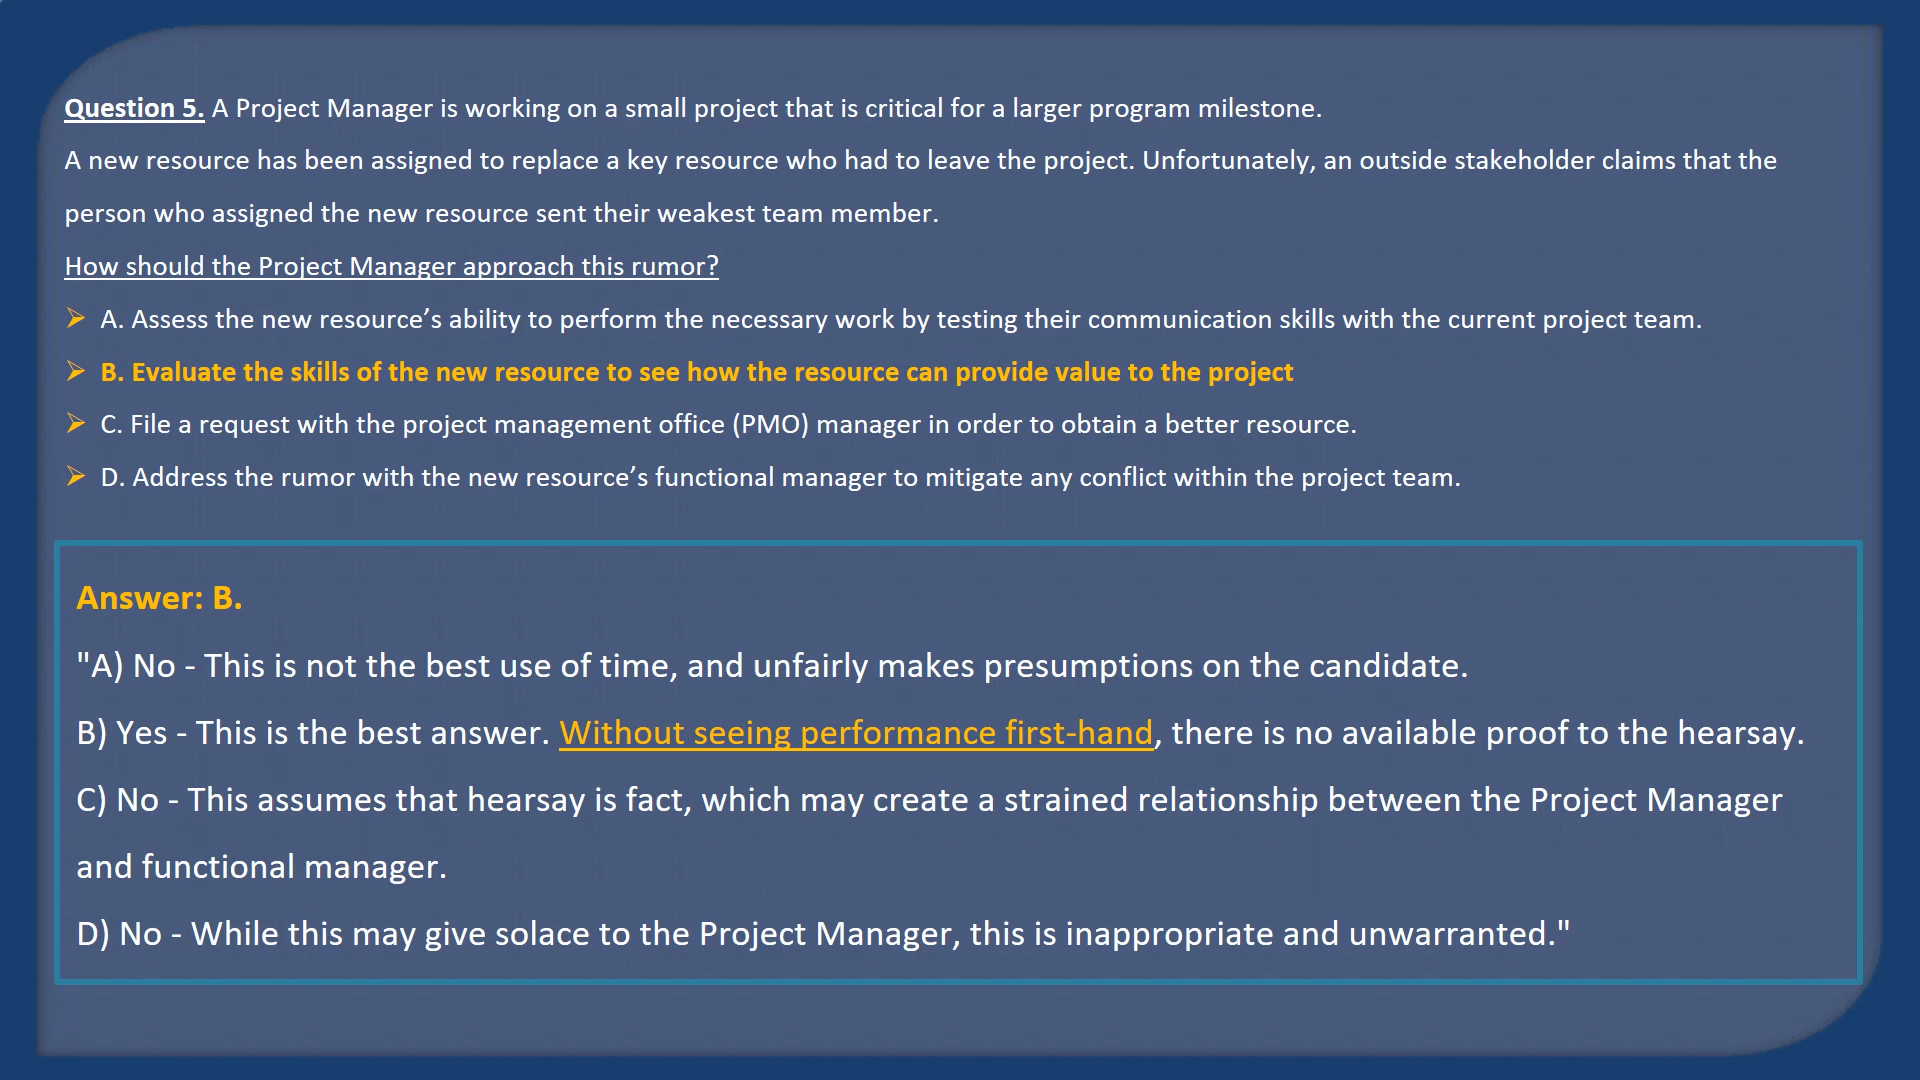 Question 5. A Project Manager is working on a small project that is critical for a larger program milestone.
A new resource has been assigned to replace a key resource who had to leave the project. Unfortunately, an outside stakeholder claims that the
person who assigned the new resource sent their weakest team member.
How should the Project Manager approach this rumor?
A. Assess the new resource’s ability to perform the necessary work by testing their communication skills with the current project team.
B. Evaluate the skills of the new resource to see how the resource can provide value to the project
C. File a request with the project management office (PMO) manager in order to obtain a better resource.
D. Address the rumor with the new resource’s functional manager to mitigate any conflict within the project team.
Answer: B.
"A) No - This is not the best use of time, and unfairly makes presumptions on the candidate.
B) Yes - This is the best answer. Without seeing performance first-hand, there is no available proof to the hearsay.
C) No - This assumes that hearsay is fact, which may create a strained relationship between the Project Manager
and functional manager.
D) No - While this may give solace to the Project Manager, this is inappropriate and unwarranted."